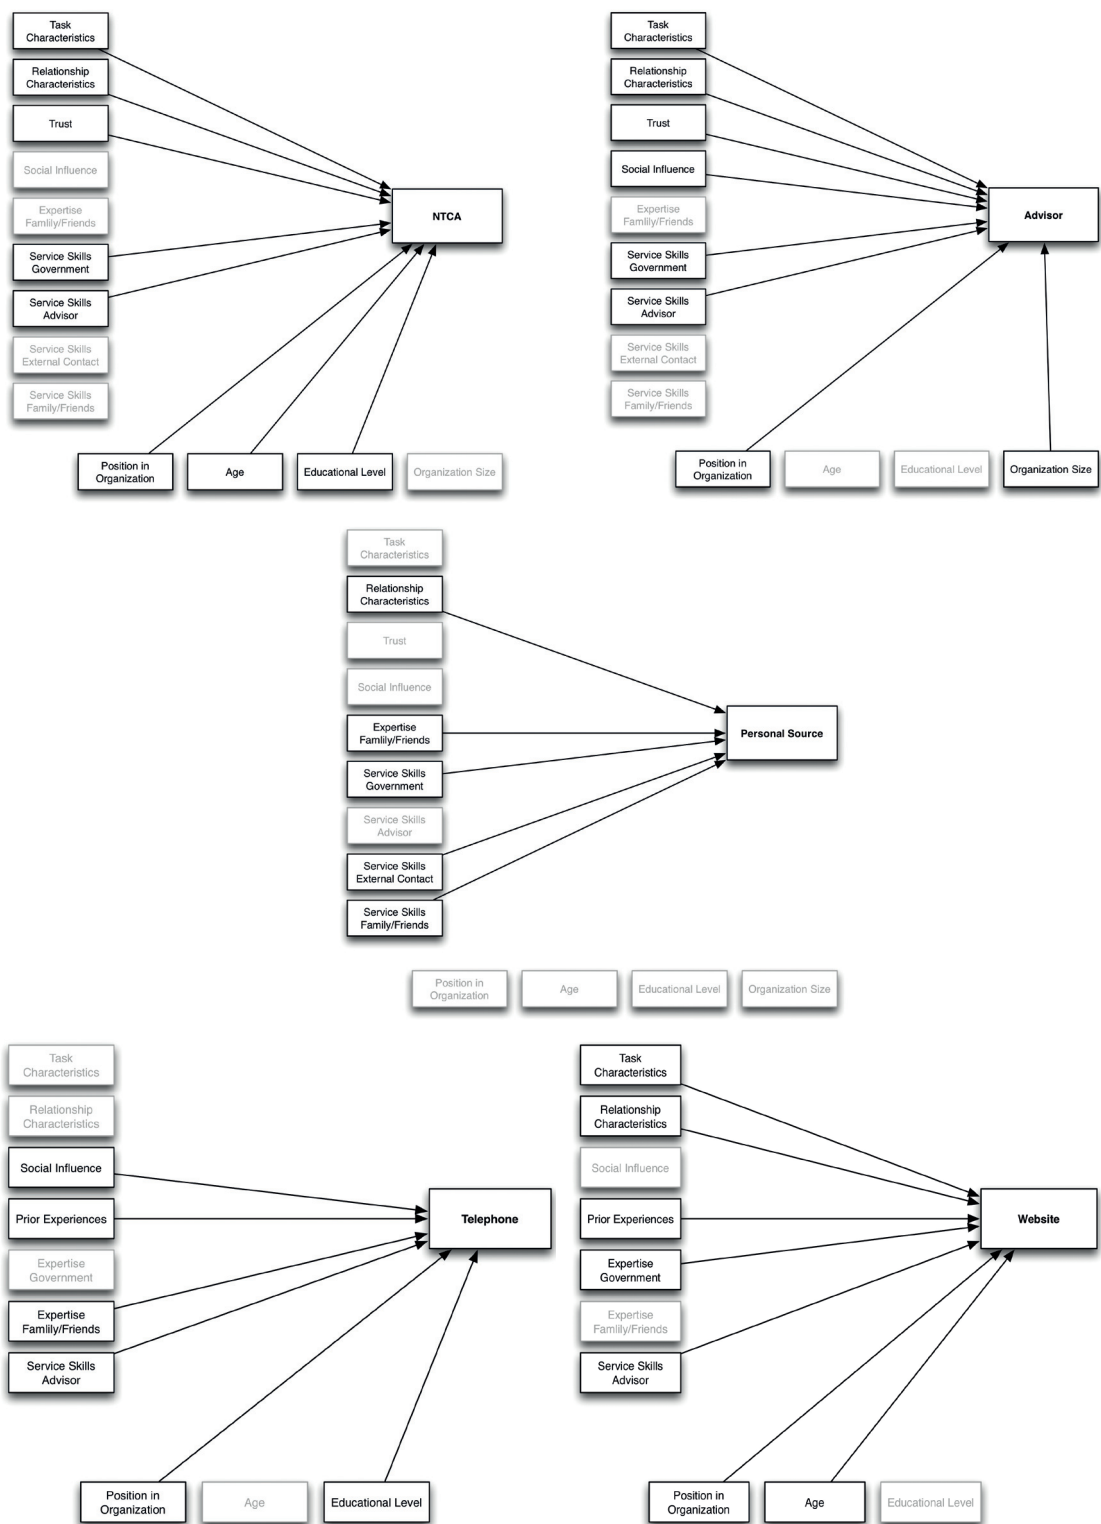 Task
Characteristics
Relationship
Characteristics
Trust
Social Influence
Expertise
Famlily/Friends
Service Skills
Government
Service Skills
Advisor
Service Skills
External Contact
Service Skills
Family/Friends
NTCA
Position in
Organization
Age
Educational Level
Organization Size
Task
Characteristics
Relationship
Characteristics
Trust
Social Influence
Expertise
Famlily/Friends
Service Skills
Government
Service Skills
Advisor
Service Skills
External Contact
Service Skills
Family/Friends
Advisor
Position in
Organization
Age
Educational Level
Organization Size
Task
Characteristics
Relationship
Characteristics
Trust
Social Influence
Expertise
Famlily/Friends
Service Skills
Government
Service Skills
Advisor
Service Skills
External Contact
Service Skills
Family/Friends
Personal Source
Position in
Organization
Age
Educational Level
Organization Size
Task
Characteristics
Relationship
Characteristics
Social Influence
Prior Experiences
Expertise
Government
Expertise
Famlily/Friends
Service Skills
Advisor
Telephone
Position in
Organization
Age
Educational Level
Task
Characteristics
Relationship
Characteristics
Social Influence
Prior Experiences
Expertise
Government
Expertise
Famlily/Friends
Service Skills
Advisor
Website
Position in
Organization
Age
Educational Level